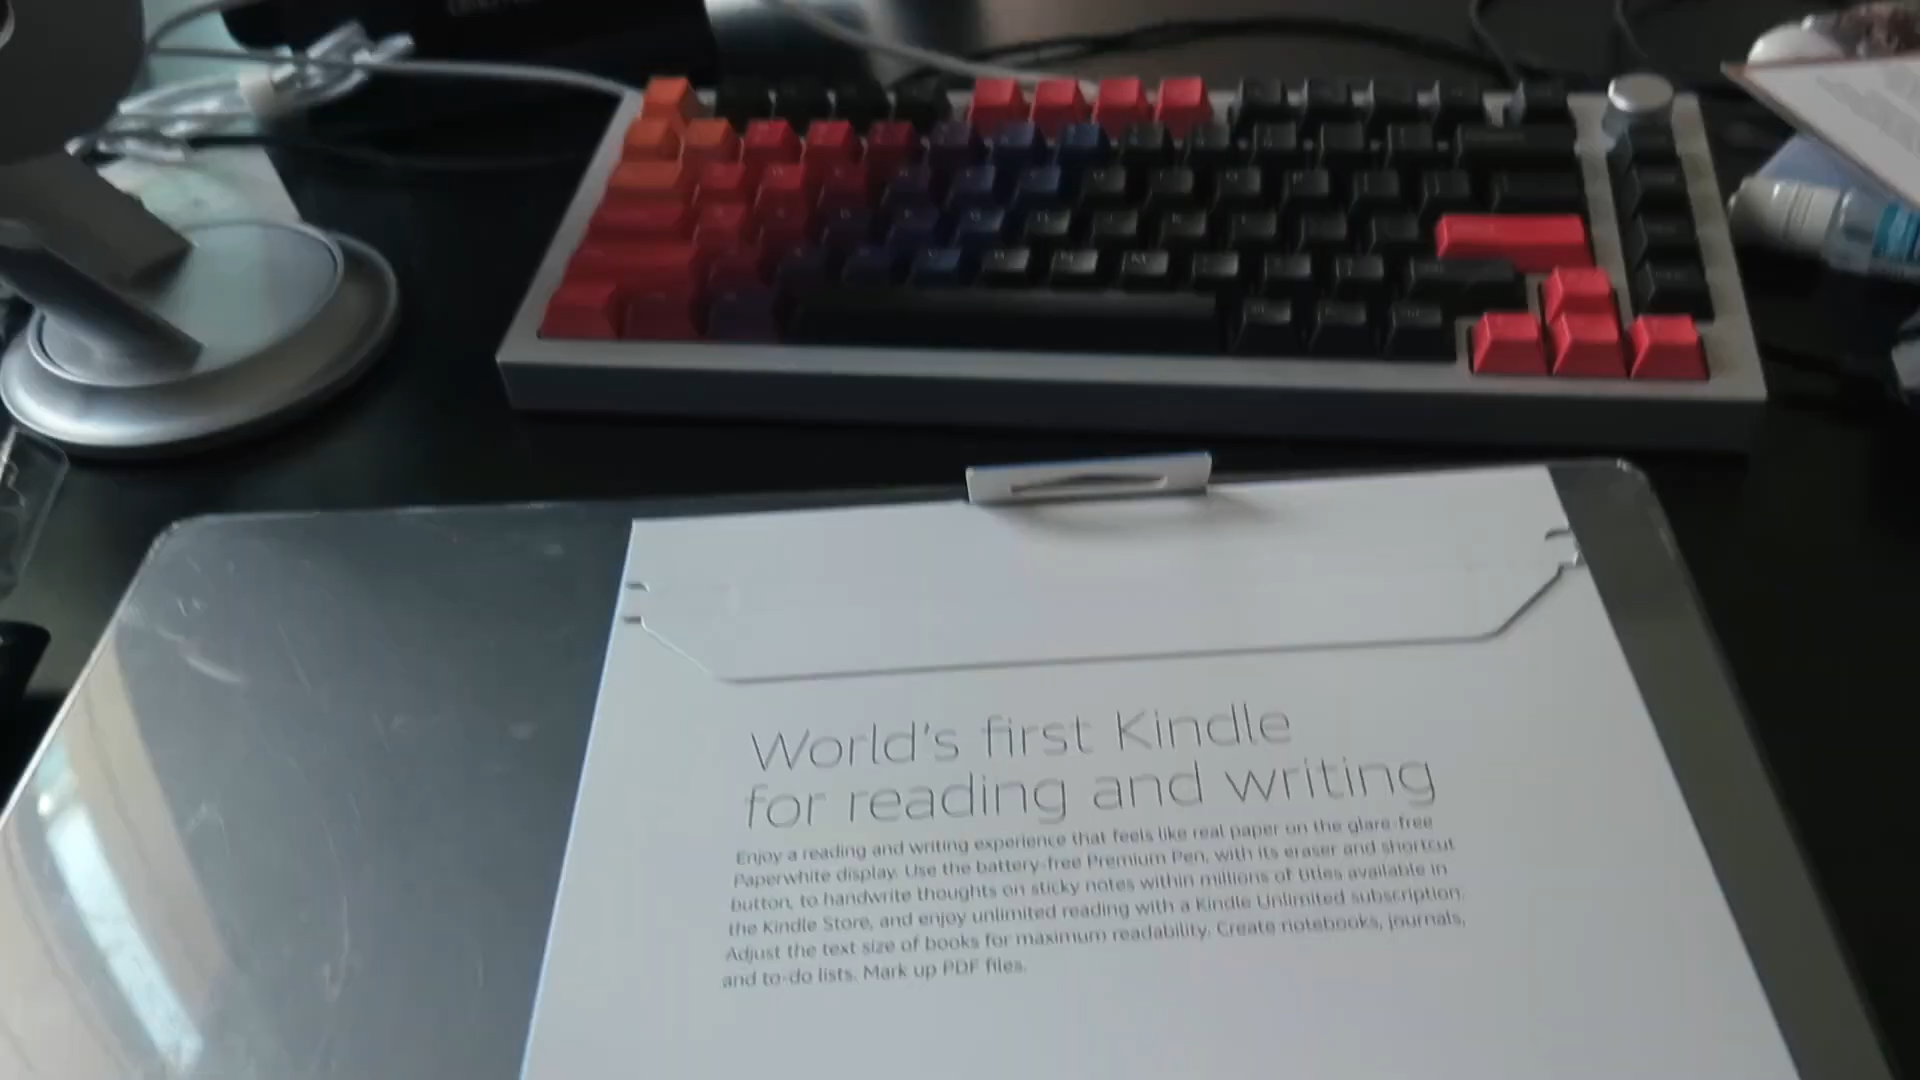 World's first Kindle
for reading and writing
Enjoy a reading and writing experience that feels like real paper on the glare-free
Paperwhite display. Use the battery-free Premium Pen, with its eraser and shortcut
button, to handwrite thoughts on sticky notes within millions of titles available in
the Kindle Store, and enjoy unlimited reading with a Kindle Unlimited subscription.
Adjust the text size of books for maximum readability. Create notebooks, journals,
and to-do lists. Mark up PDF files.